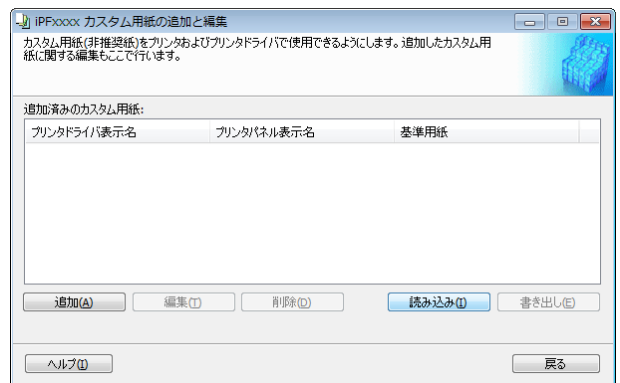 iPFxxxx カスタム用紙の追加と編集
カスタム用紙(非推奨紙)をプリンタおよびプリンタドライバで使用できるようにします。追加したカスタム用
紙に関する編集もここで行います。
追加済みのカスタム用紙:
プリンタドライバ表示名 プリンタパネル表示名 基準用紙
追加(A) 編集(T) 削除(D) 読み込み(I) 書き出し(E)
ヘルプ(I) 戻る